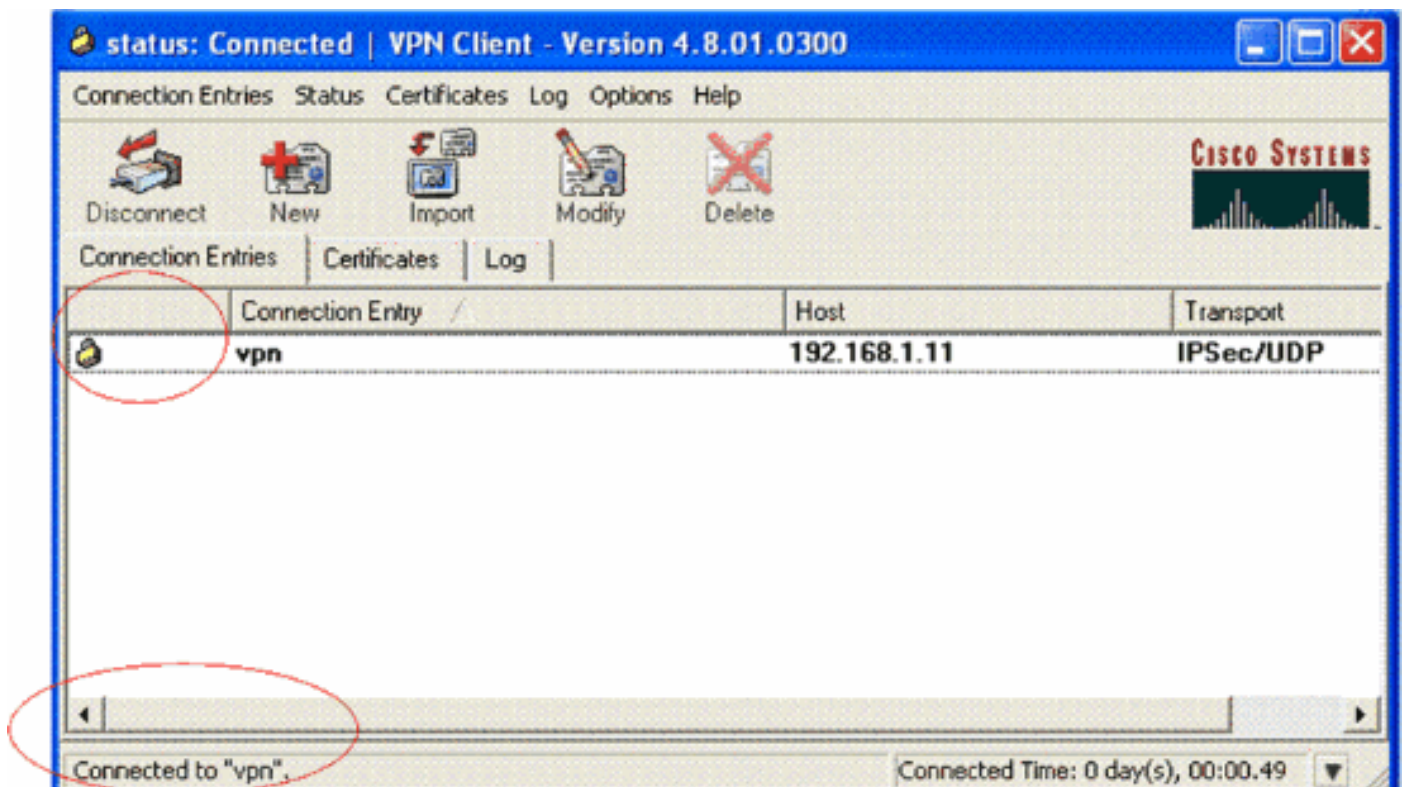 status: Connected | VPN Client - Version 4.8.01.0300
Connection Entries Status Certificates Log Options Help
CISCO SYSTEMS
Disconnect New Import Modify Delete
Connection Entries Certificates Log
Connection Entry Host Transport
vpn 192.168.1.11 IPSec/UDP
Connected to "vpn". Connected Time: 0 day(s), 00:00.49